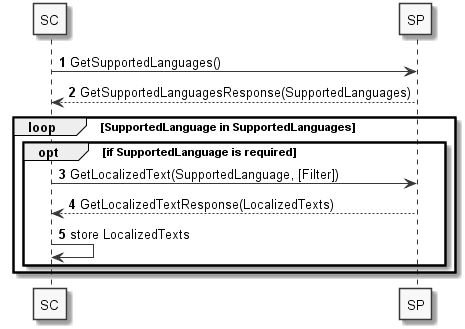 SC SP
1 GetSupportedLanguages()
2 GetSupportedLanguagesResponse(SupportedLanguages)
loop [SupportedLanguage in SupportedLanguages]
opt [if SupportedLanguage is required]
3 GetLocalizedText(SupportedLanguage, [Filter])
4 GetLocalizedTextResponse(LocalizedTexts)
5 store LocalizedTexts
SC SP